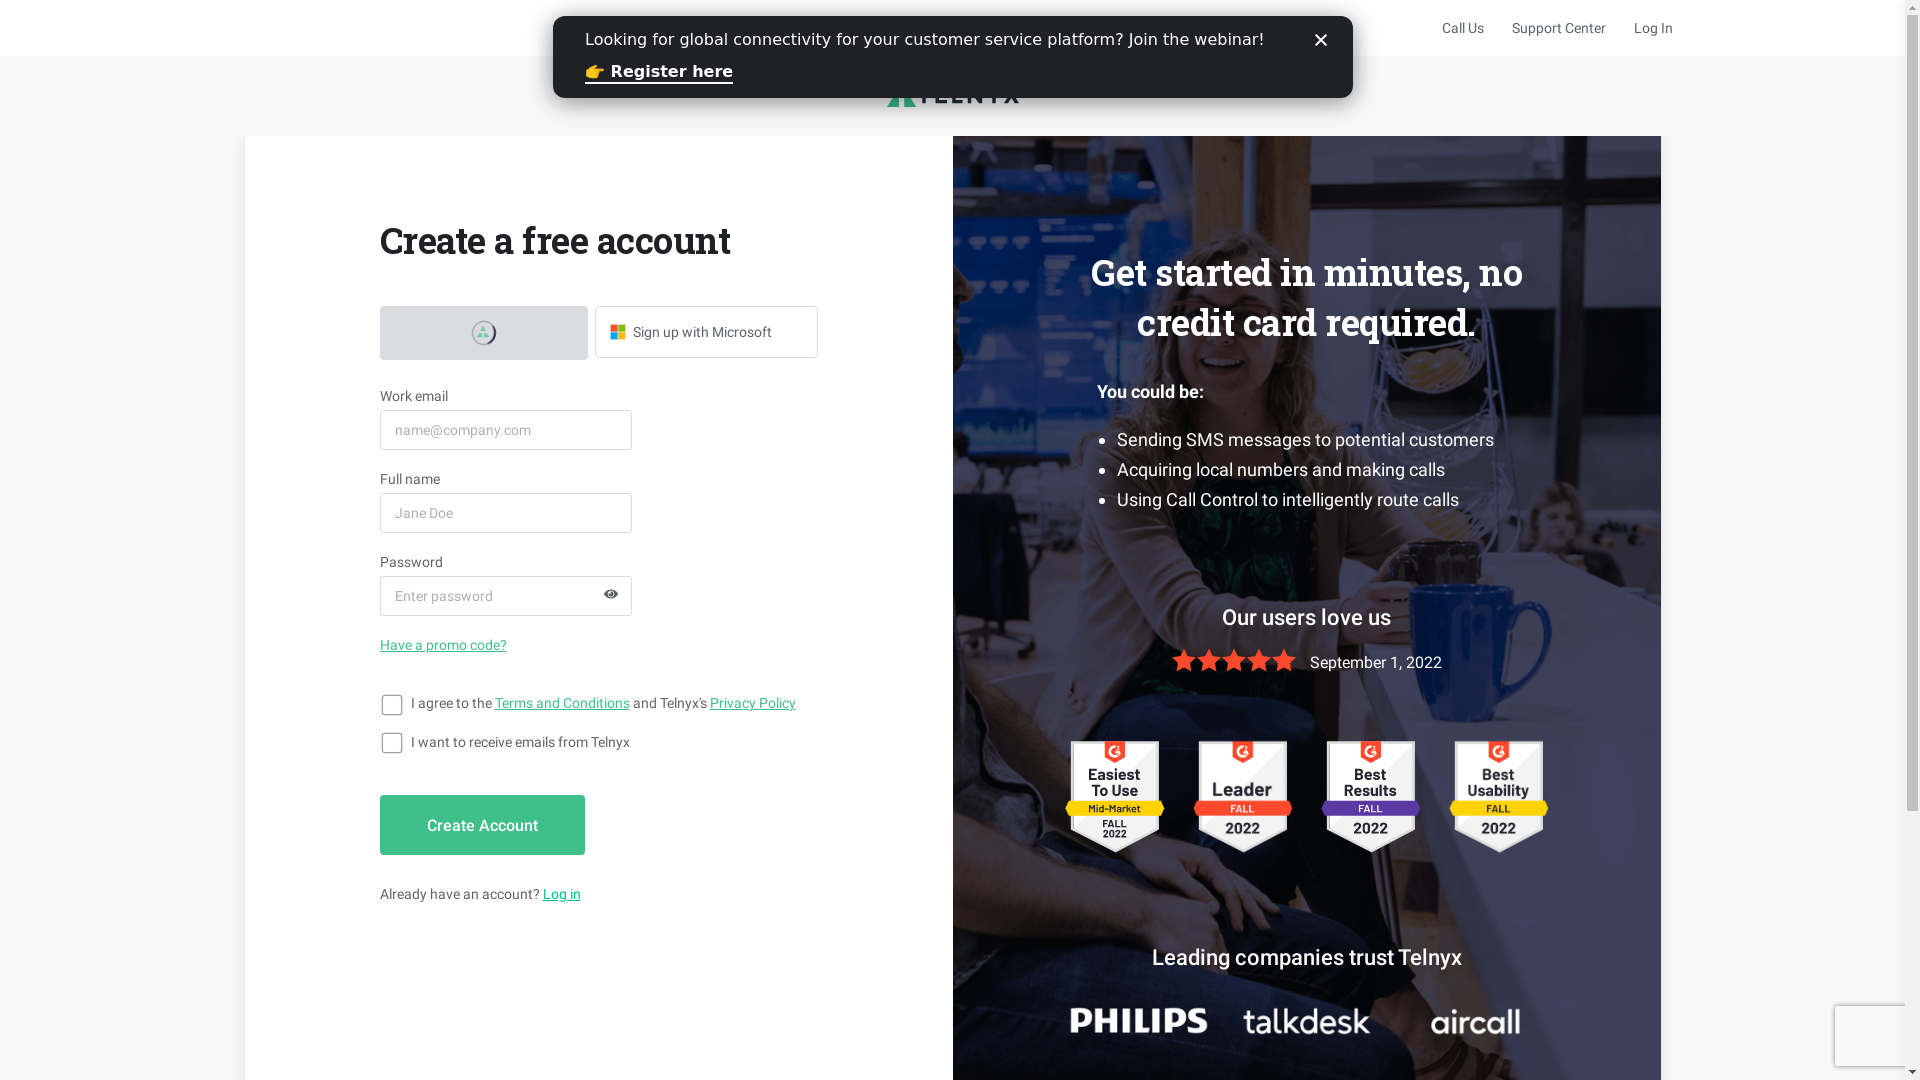 Call Us
Support Center
Log In
Looking for global connectivity for your customer service platform? Join the webinar!
👉 Register here
TELNYX
Create a free account
Sign up with Microsoft
Work email
name@company.com
Full name
Jane Doe
Password
Enter password
Have a promo code?
I agree to the Terms and Conditions and Telnyx's Privacy Policy
I want to receive emails from Telnyx
Create Account
Already have an account? Log in
Get started in minutes, no
credit card required.
You could be:
Sending SMS messages to potential customers
Acquiring local numbers and making calls
Using Call Control to intelligently route calls
Our users love us
September 1, 2022
Easiest
To Use
Mid-Market
FALL
2022
Leader
FALL
2022
Best
Results
FALL
2022
Best
Usability
FALL
2022
Leading companies trust Telnyx
PHILIPS
talkdesk
aircall